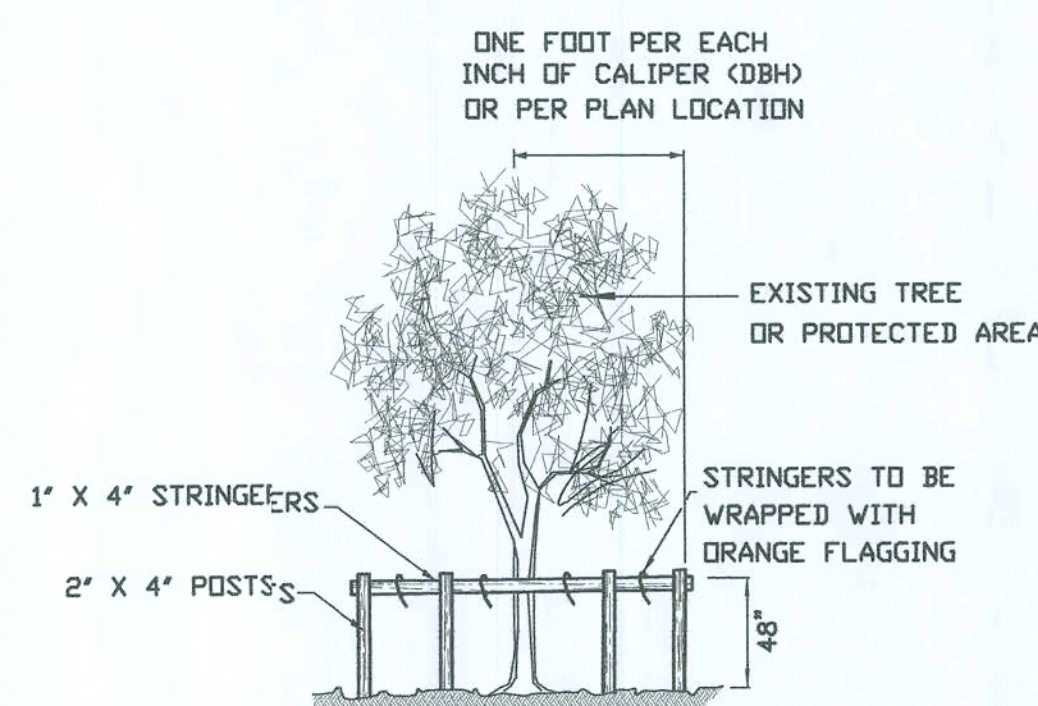 ONE FOOT PER EACH
INCH OF CALIPER (DBH)
OR PER PLAN LOCATION
EXISTING TREE
OR PROTECTED AREA
1" X 4" STRINGERS
STRINGERS TO BE
WRAPPED WITH
ORANGE FLAGGING
2" X 4" POSTS
48"